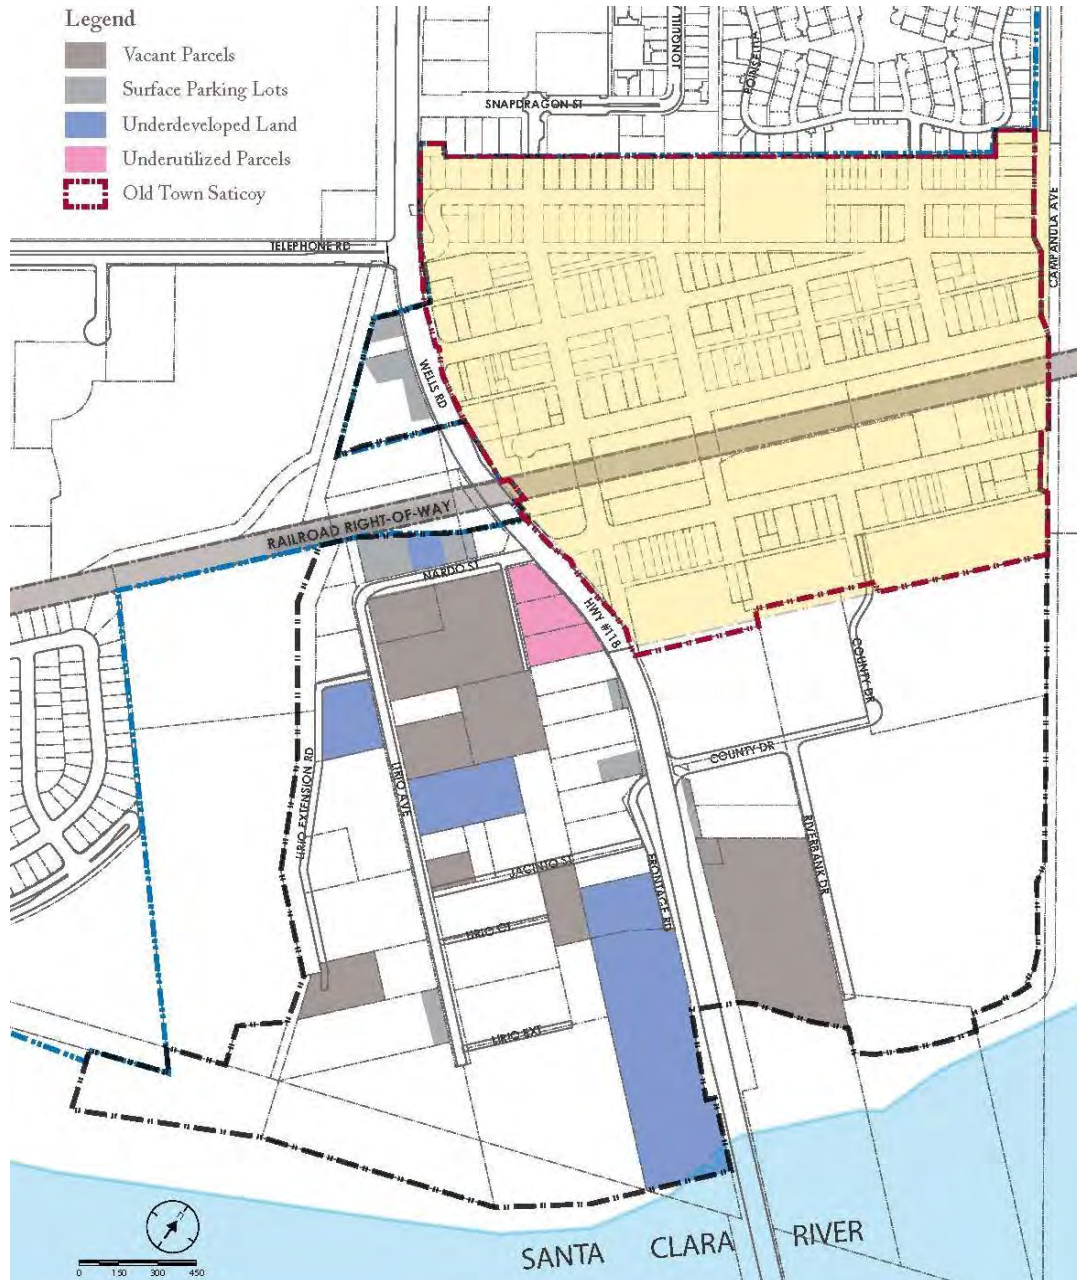 Legend
Vacant Parcels
Surface Parking Lots
Underdeveloped Land
Underutilized Parcels
Old Town Saticoy
SNAPDRAGON ST
JONQUILL
POINSETTIA
CAMPANULA AVE
TELEPHONE RD
WELLS RD
RAILROAD RIGHT-OF-WAY
NARDO ST
HWY #118
COUNTY DR
COUNTY DR
LIRIO EXTENSION RD
LIRIO AVE
RIVERBANK DR
JACINTO ST
FRONTAGE RD
LIRIO CT
LIRIO EXT
SANTA CLARA RIVER
0 150 300 450